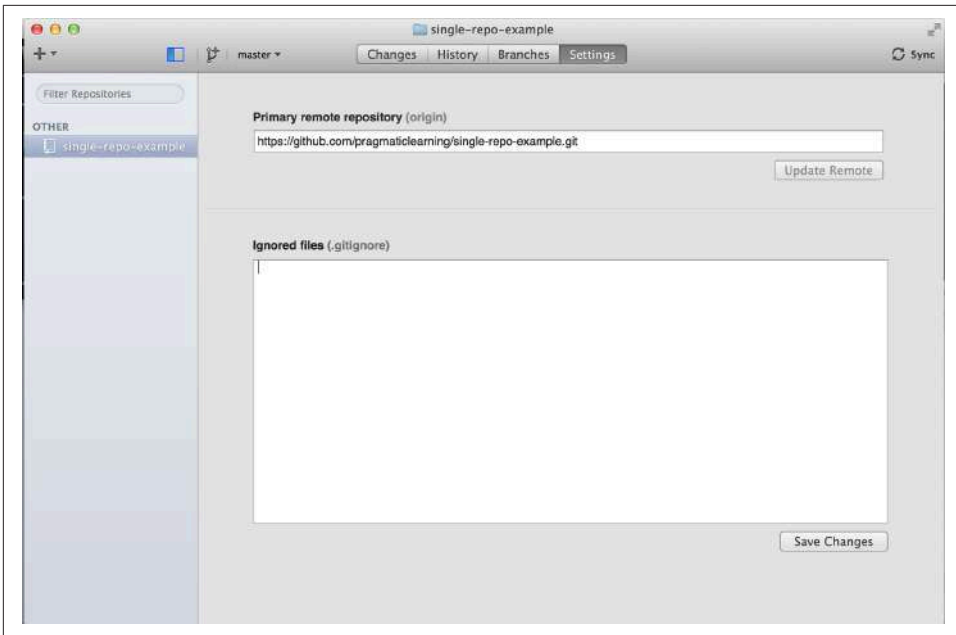 single-repo-example
master
Changes
History
Branches
Settings
Sync
Filter Repositories
OTHER
single-repo-example
Primary remote repository (origin)
https://github.com/pragmaticlearning/single-repo-example.git
Update Remote
Ignored files (.gitignore)
Save Changes